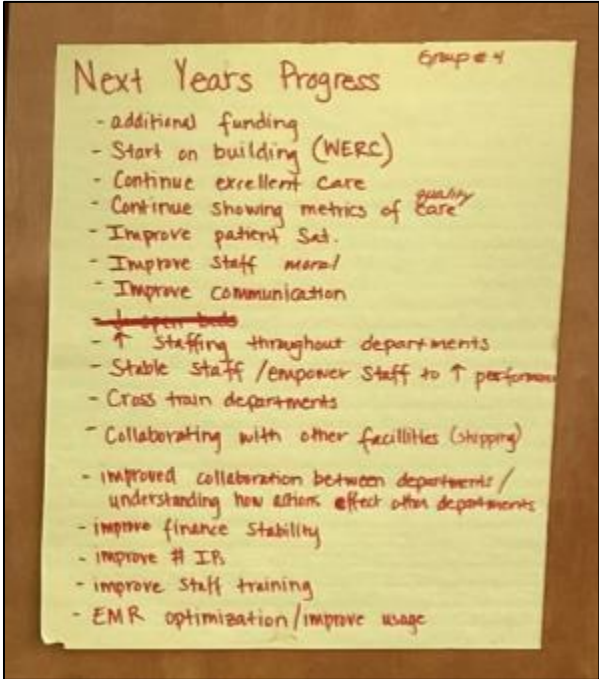 Group # 4
Next Years Progress
- additional funding
- Start on building (WERC)
- Continue excellent care
- Continue showing metrics of quality care
- Improve patient Sat.
- Improve Staff moral
- Improve communication
- ↑ Staffing throughout departments
- Stable Staff /empower Staff to ↑ performance
- Cross train departments
- Collaborating with other facillities (shipping)
- improved collaboration between departments/
understanding how actions effect other departments
- improve finance Stability
- improve # IPs
- improve Staff training
- EMR optimization/improve usage